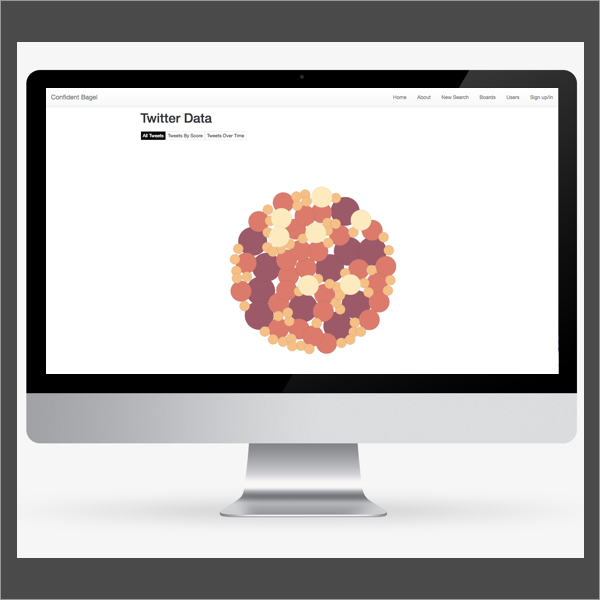 Confident Bagel
Home About New Search Boards Users Sign up/in
Twitter Data
All Tweets Tweets By Score Tweets Over Time